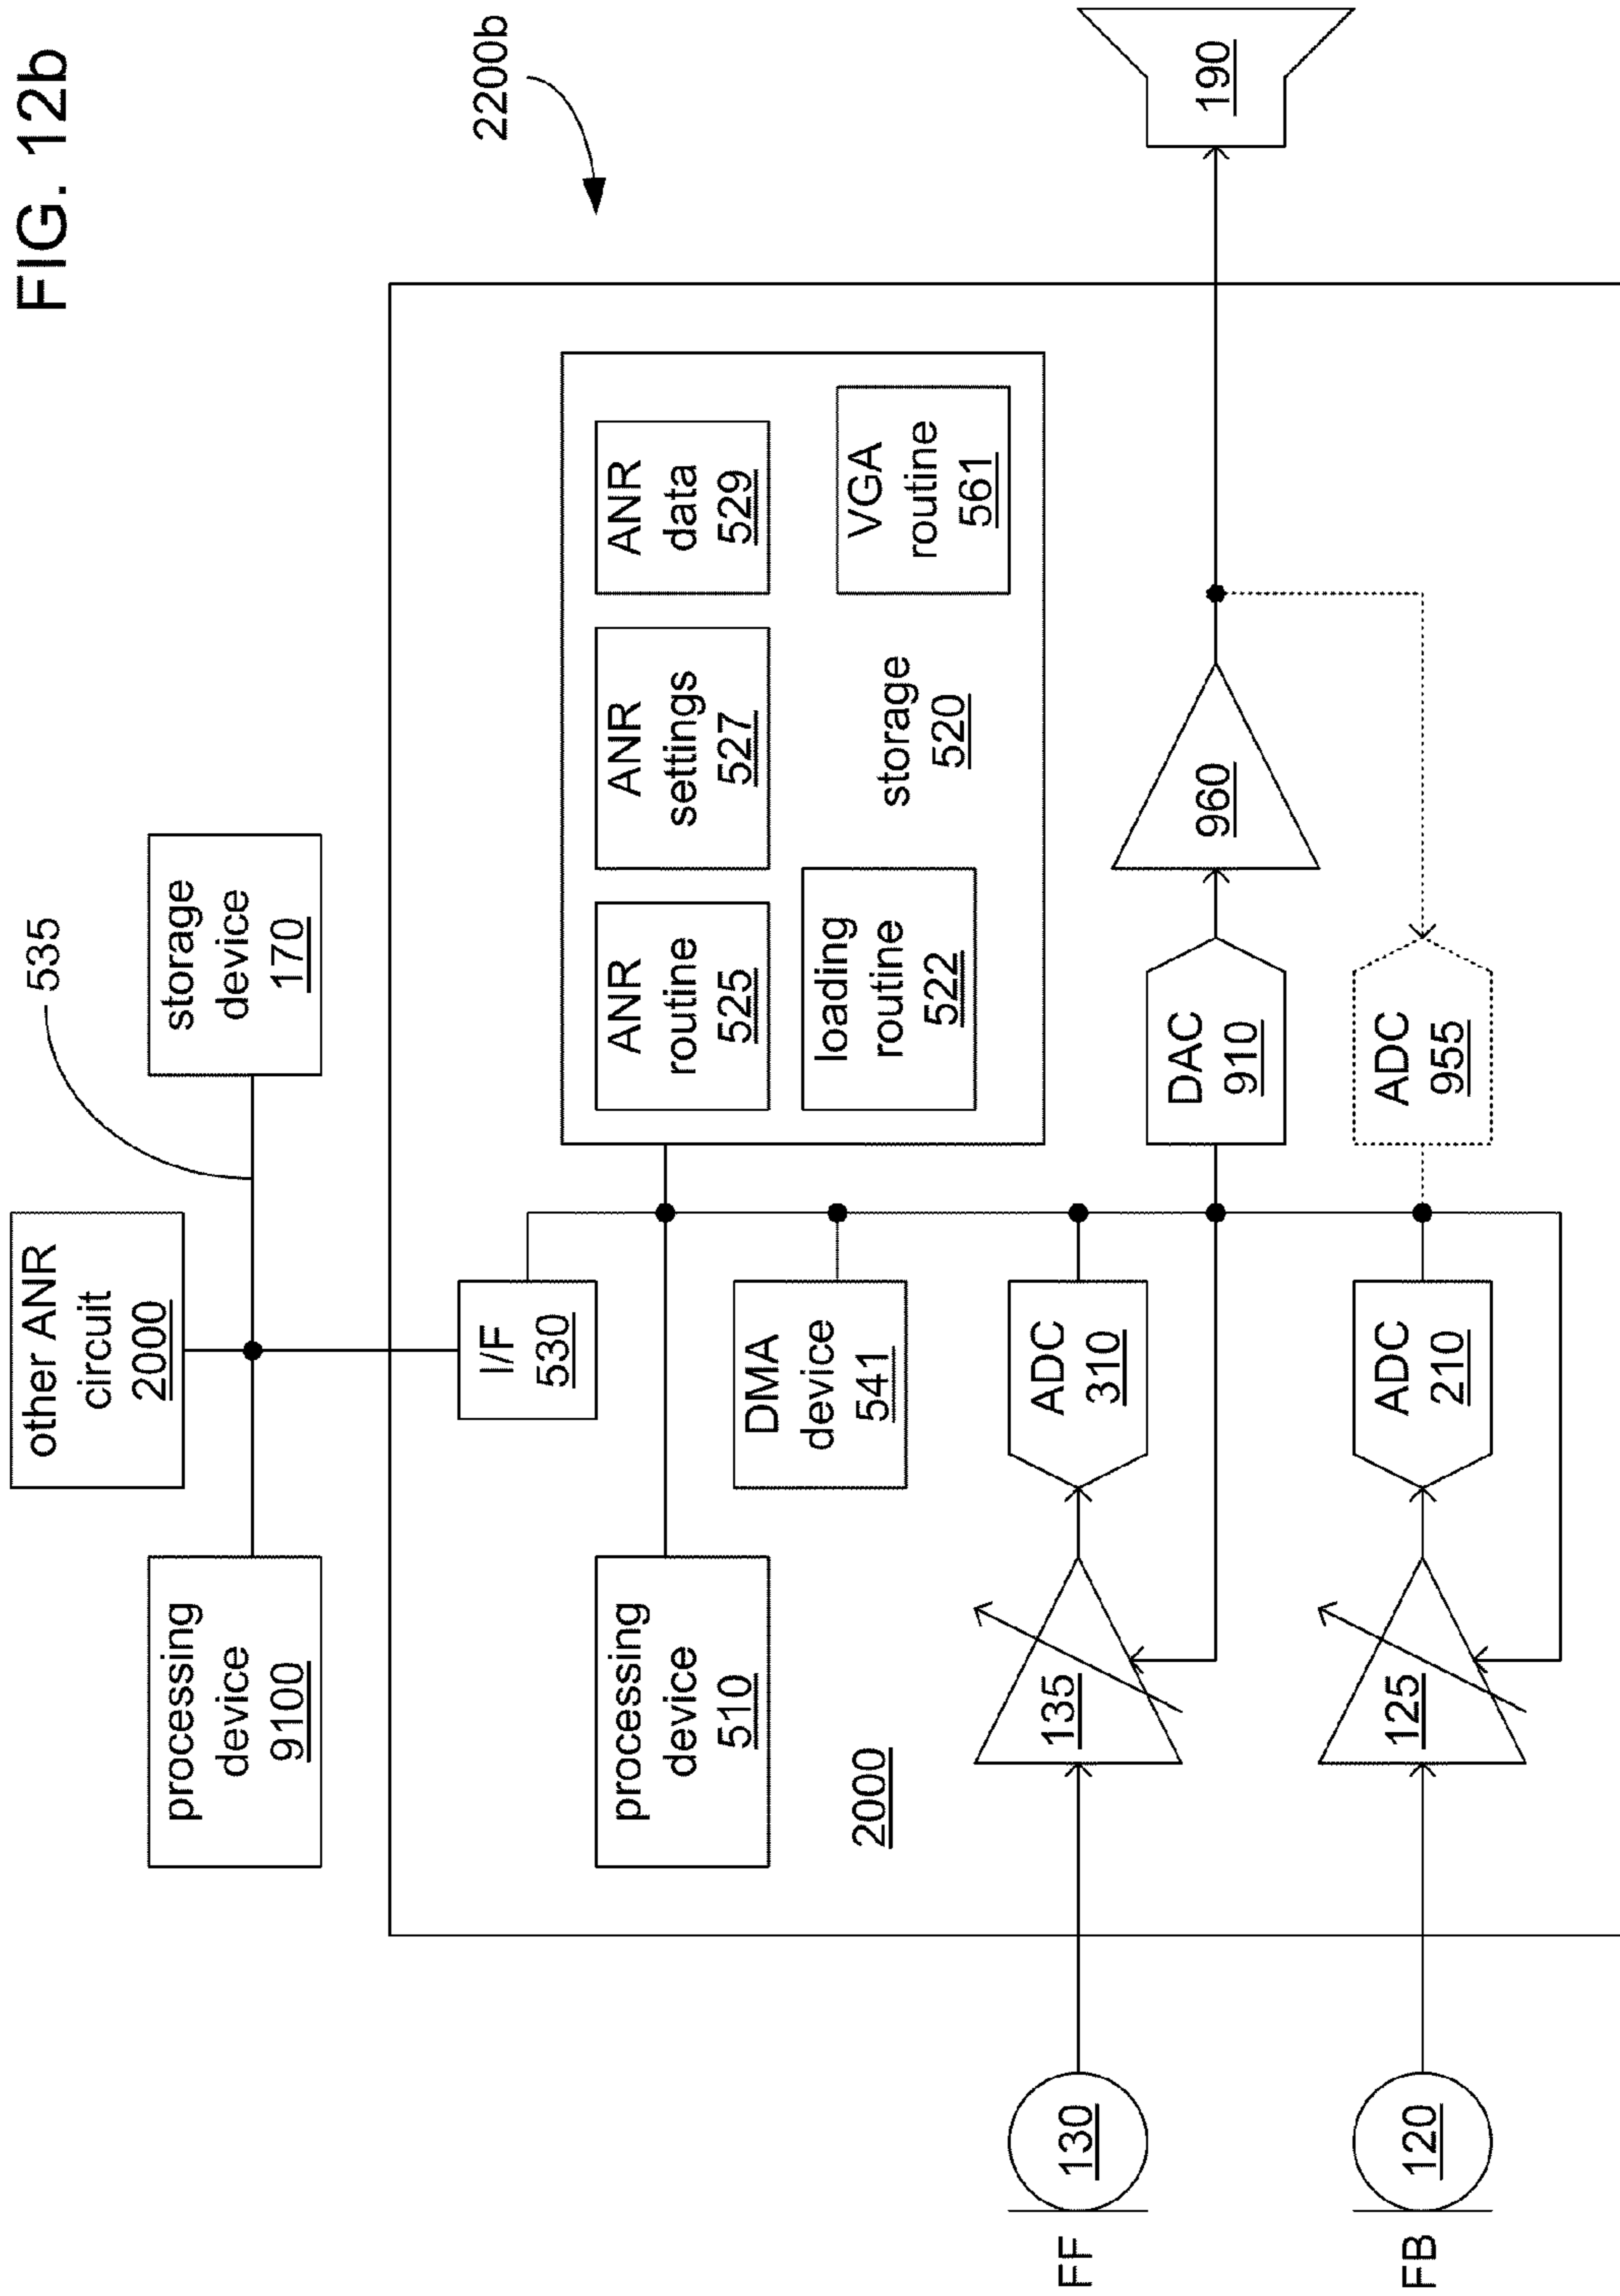 FIG. 12b
2200b
535
other ANR
circuit
2000
processing
device
9100
storage
device
170
I/F
530
processing
device
510
DMA
device
541
ANR
routine
525
ANR
settings
527
ANR
data
529
loading
routine
522
storage
520
VGA
routine
561
2000
FF
130
135
ADC
310
DAC
910
960
190
FB
120
125
ADC
210
ADC
955